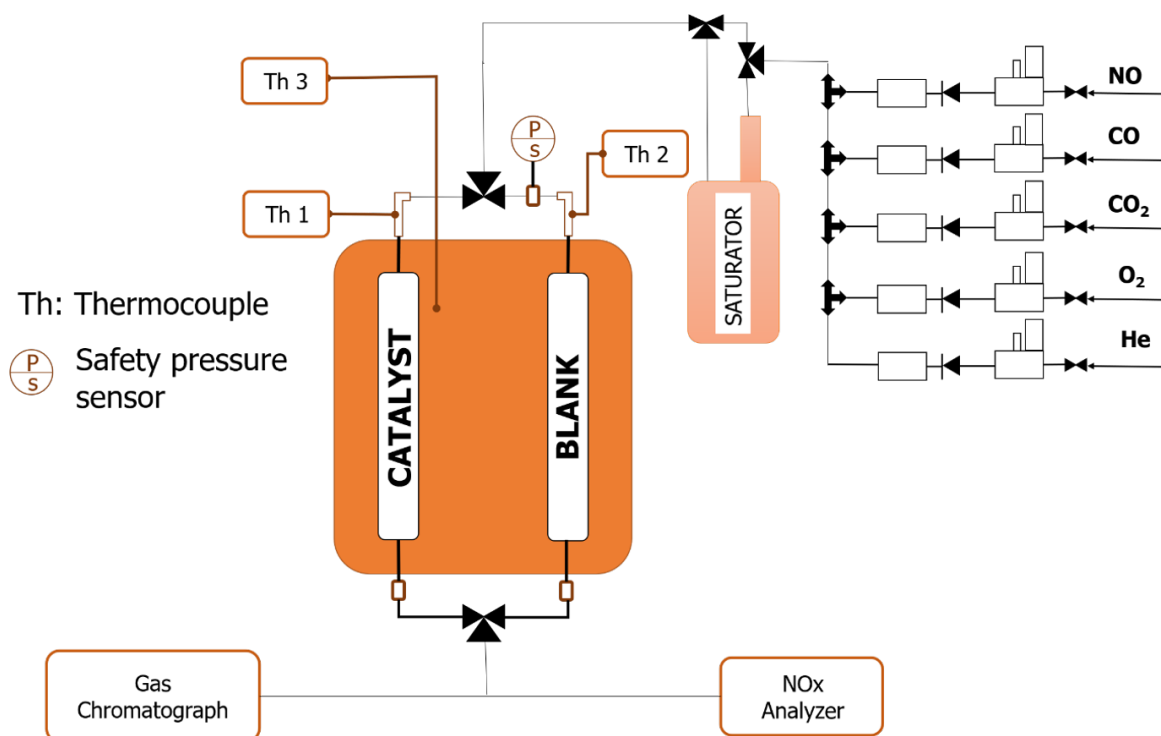 Th 3
NO
P
s
Th 2
CO
Th 1
CO₂
SATURATOR
O₂
Th: Thermocouple
He
P
s
Safety pressure
sensor
CATALYST
BLANK
Gas
Chromatograph
NOx
Analyzer